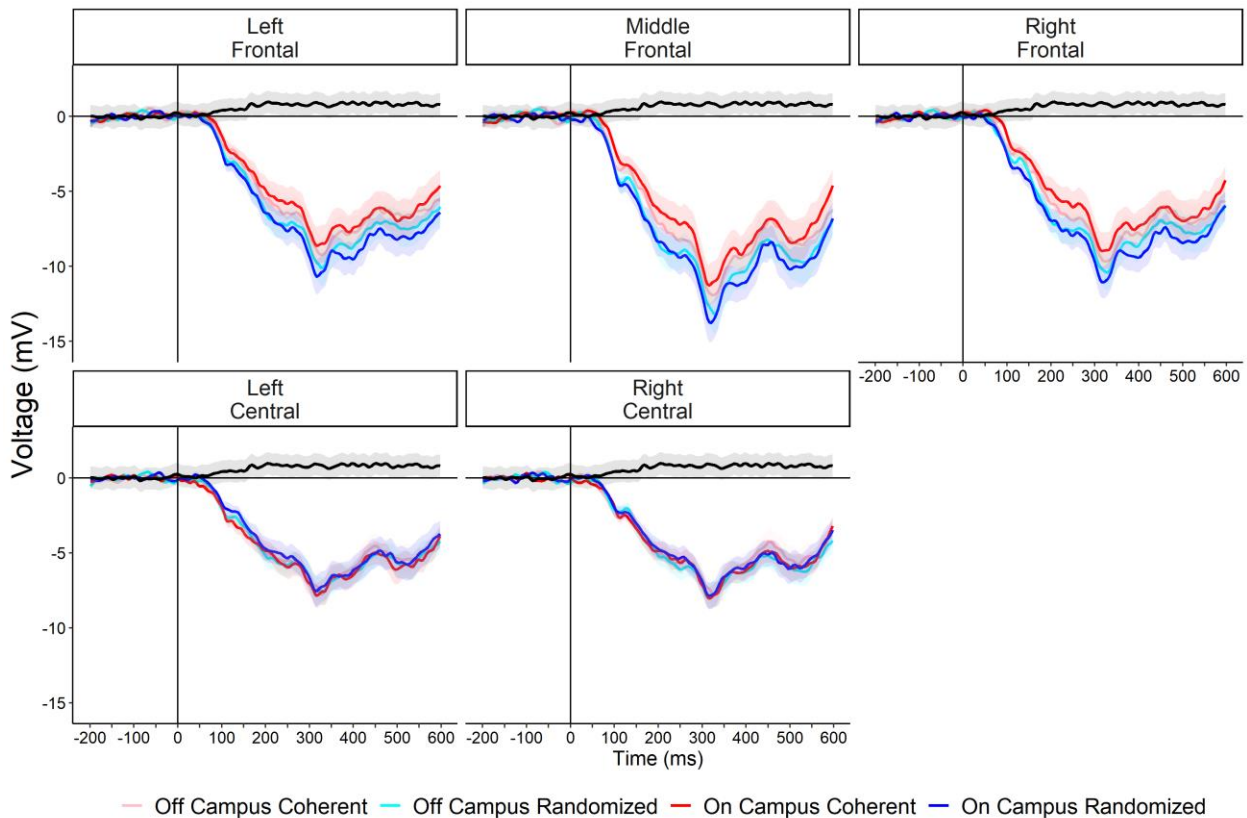 Left
Frontal
Middle
Frontal
Right
Frontal
0
-5
-10
-15
-200 -100 0 100 200 300 400 500 600
Left
Central
Right
Central
0
-5
-10
-15
-200 -100 0 100 200 300 400 500 600
-200 -100 0 100 200 300 400 500 600
Voltage (mV)
Time (ms)
Off Campus Coherent Off Campus Randomized On Campus Coherent On Campus Randomized